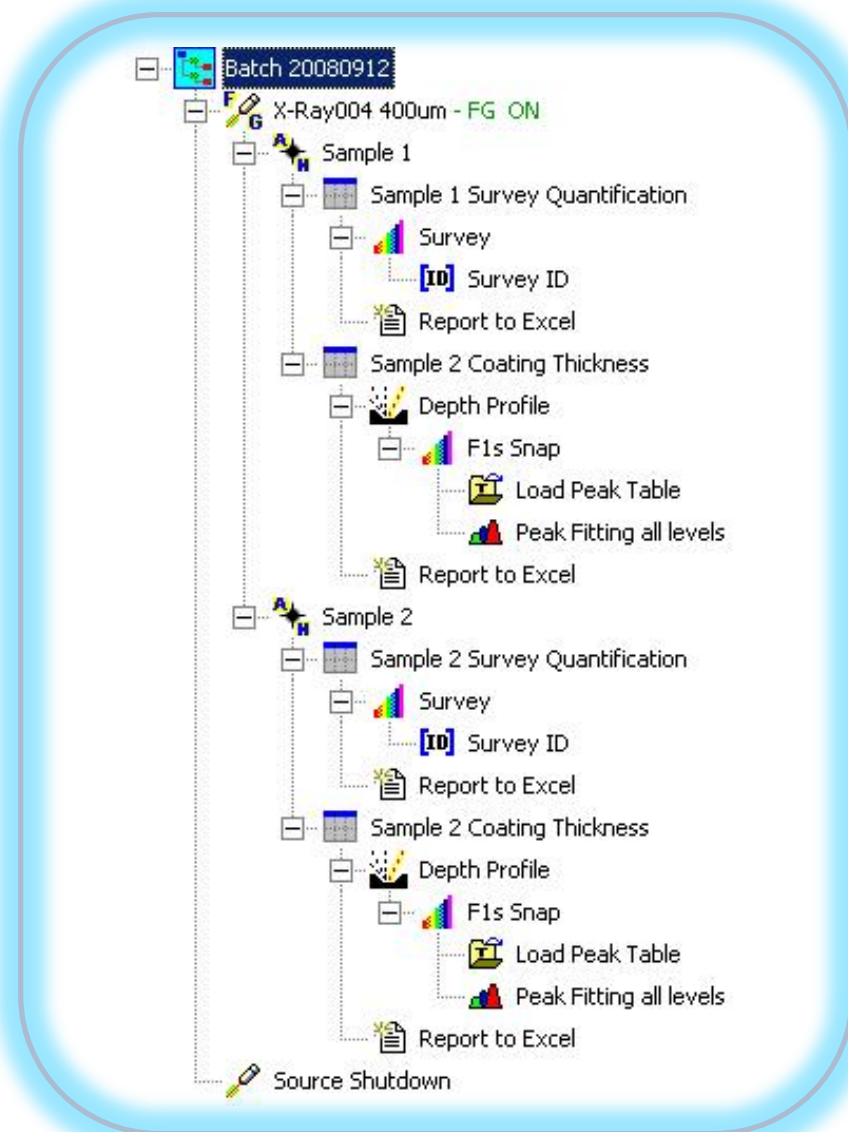 Batch 20080912
F G X-Ray004 400um - FG ON
A H Sample 1
Sample 1 Survey Quantification
Survey
[ID] Survey ID
Report to Excel
Sample 2 Coating Thickness
Depth Profile
F1s Snap
T Load Peak Table
Peak Fitting all levels
Report to Excel
A H Sample 2
Sample 2 Survey Quantification
Survey
[ID] Survey ID
Report to Excel
Sample 2 Coating Thickness
Depth Profile
F1s Snap
T Load Peak Table
Peak Fitting all levels
Report to Excel
Source Shutdown